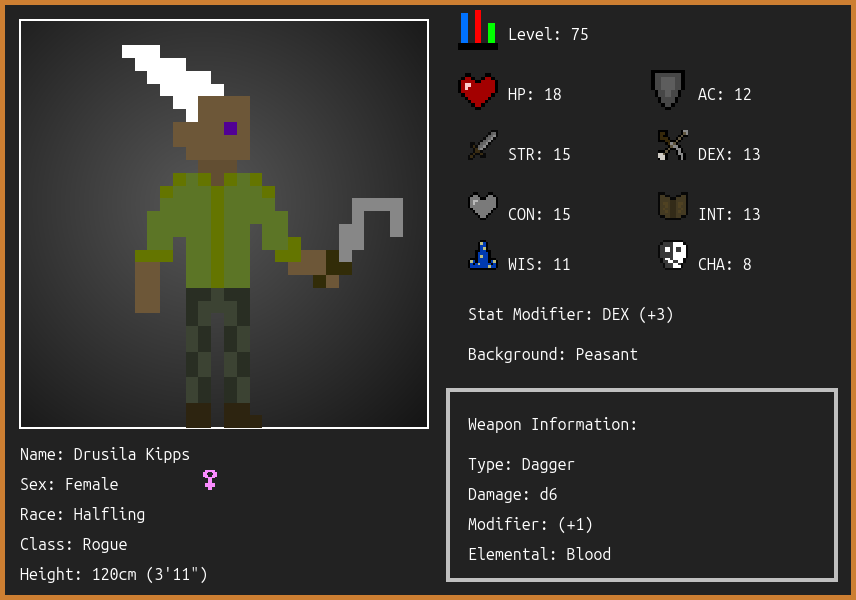 Level: 75
HP: 18
AC: 12
STR: 15
DEX: 13
CON: 15
INT: 13
WIS: 11
CHA: 8
Stat Modifier: DEX (+3)
Background: Peasant
Weapon Information:
Type: Dagger
Damage: d6
Modifier: (+1)
Elemental: Blood
Name: Drusila Kipps
Sex: Female
Race: Halfling
Class: Rogue
Height: 120cm (3'11")